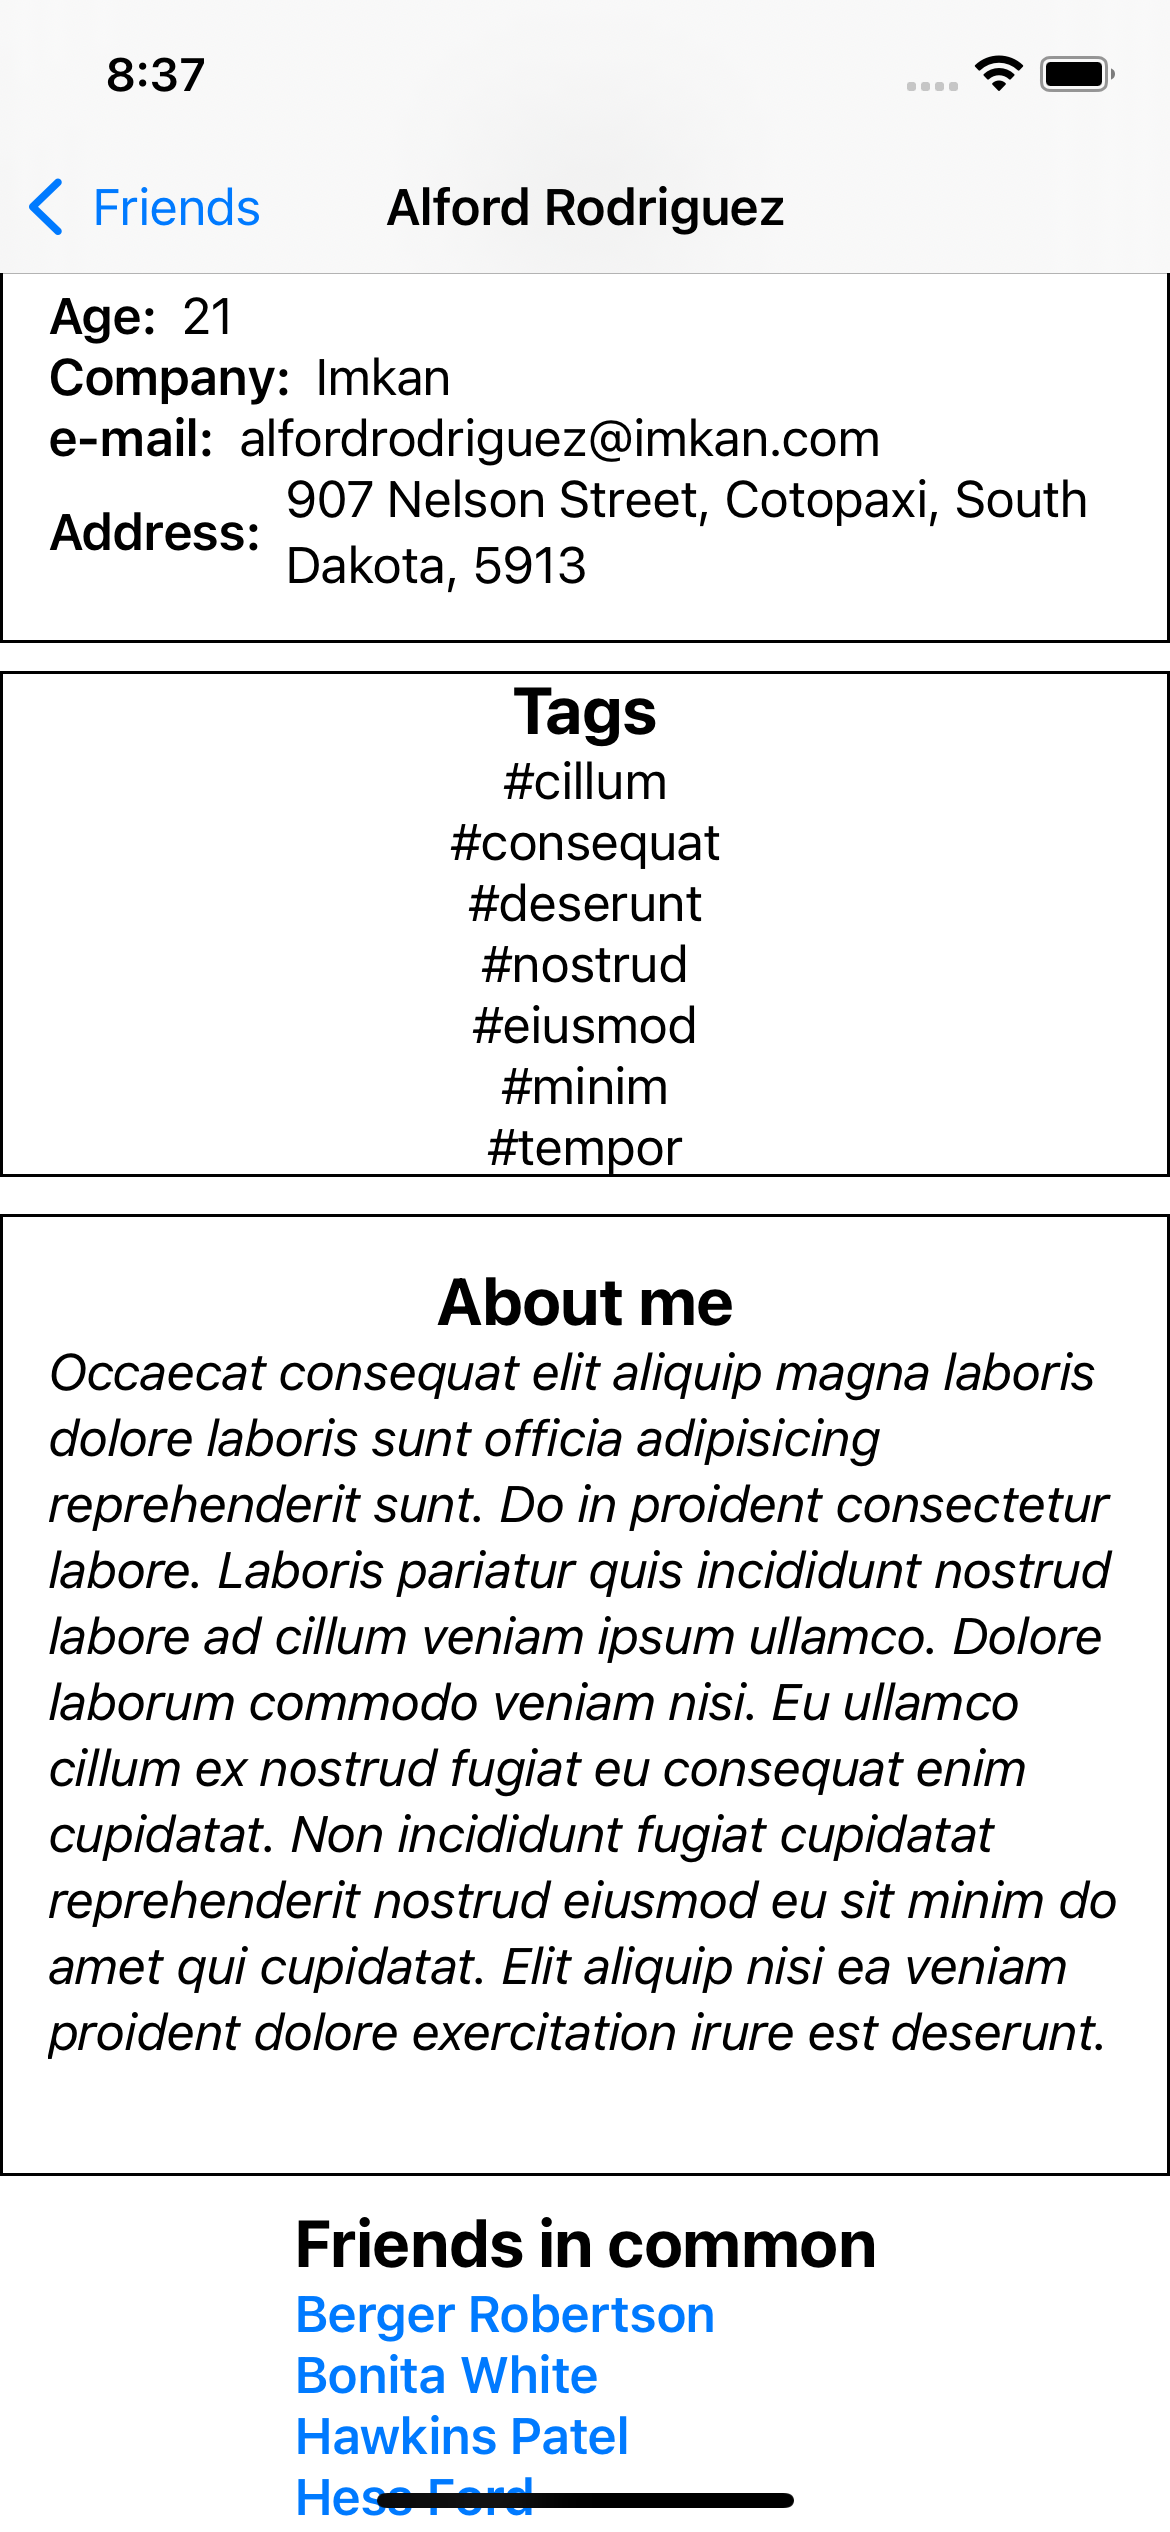 8:37
Friends
Alford Rodriguez
Age: 21
Company: Imkan
e-mail: alfordrodriguez@imkan.com
Address: 907 Nelson Street, Cotopaxi, South
Dakota, 5913
Tags
#cillum
#consequat
#deserunt
#nostrud
#eiusmod
#minim
#tempor
About me
Occaecat consequat elit aliquip magna laboris
dolore laboris sunt officia adipisicing
reprehenderit sunt. Do in proident consectetur
labore. Laboris pariatur quis incididunt nostrud
labore ad cillum veniam ipsum ullamco. Dolore
laborum commodo veniam nisi. Eu ullamco
cillum ex nostrud fugiat eu consequat enim
cupidatat. Non incididunt fugiat cupidatat
reprehenderit nostrud eiusmod eu sit minim do
amet qui cupidatat. Elit aliquip nisi ea veniam
proident dolore exercitation irure est deserunt.
Friends in common
Berger Robertson
Bonita White
Hawkins Patel
Hess Ford